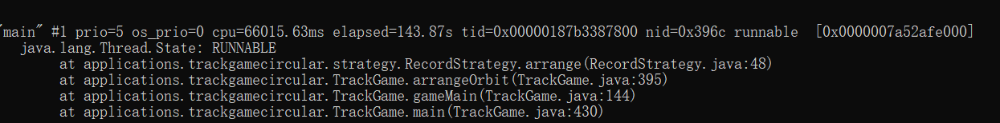 "main" #1 prio=5 os_prio=0 cpu=66015.63ms elapsed=143.87s tid=0x00000187b3387800 nid=0x396c runnable [0x0000007a52afe000]
java.lang.Thread.State: RUNNABLE
at applications.trackgamecircular.strategy.RecordStrategy.arrange(RecordStrategy.java:48)
at applications.trackgamecircular.TrackGame.arrangeOrbit(TrackGame.java:395)
at applications.trackgamecircular.TrackGame.gameMain(TrackGame.java:144)
at applications.trackgamecircular.TrackGame.main(TrackGame.java:430)